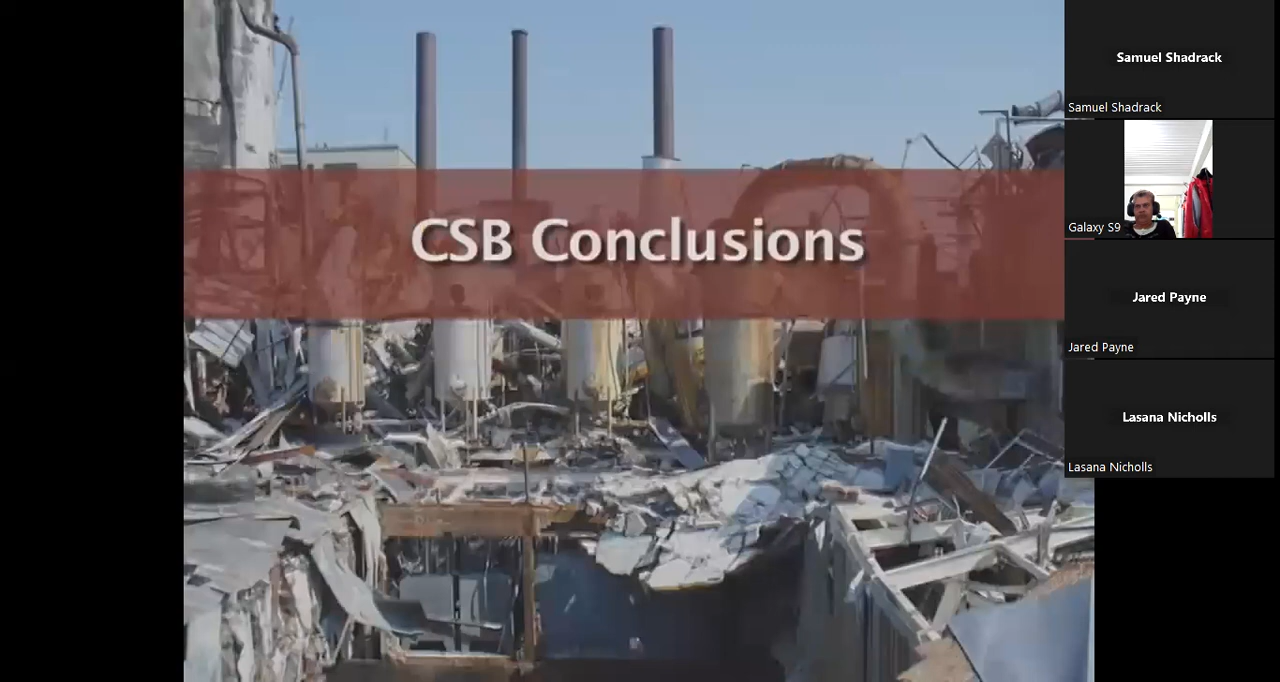 CSB Conclusions
Samuel Shadrack
Samuel Shadrack
Galaxy S9
Jared Payne
Jared Payne
Lasana Nicholls
Lasana Nicholls